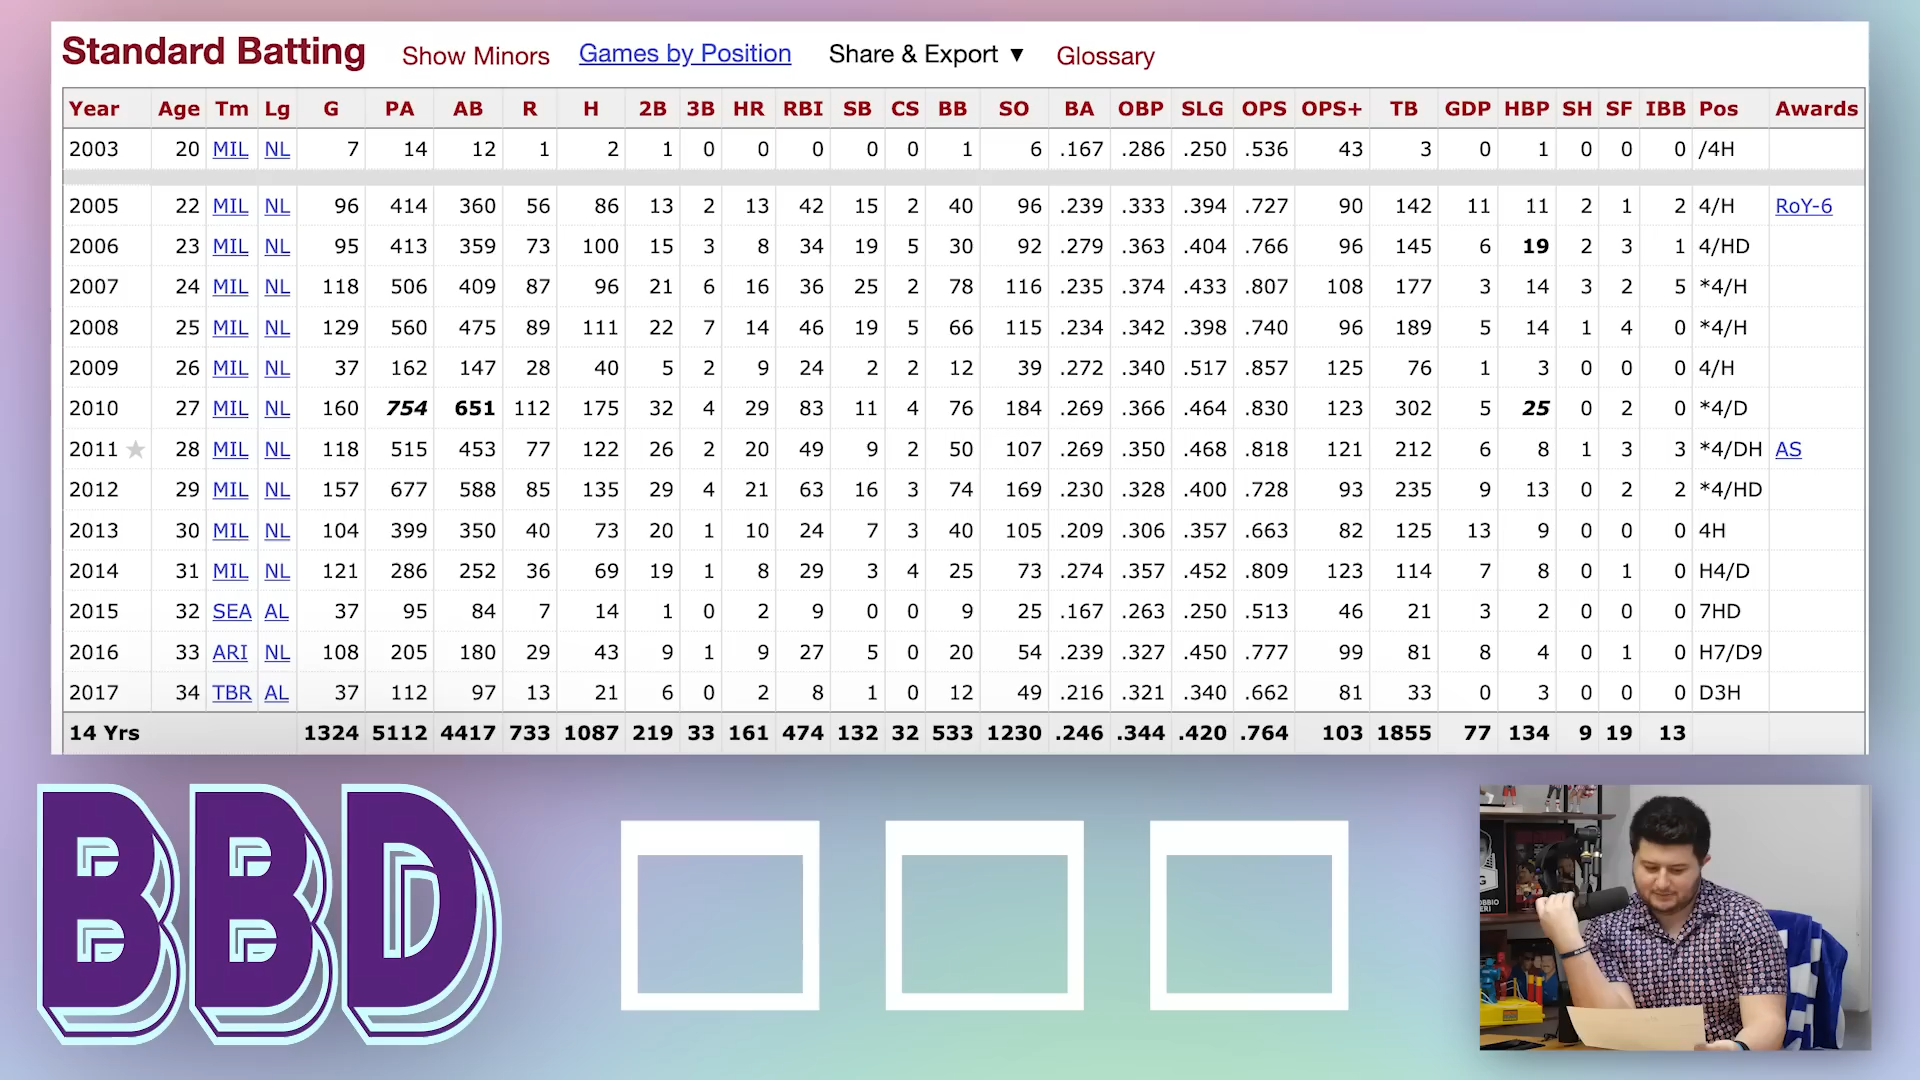 Standard Batting Show Minors Games by Position Share & Export ▼ Glossary
Year Age Tm Lg G PA AB R H 2B 3B HR RBI SB CS BB SO BA OBP SLG OPS OPS+ TB GDP HBP SH SF IBB Pos Awards
2003 20 MIL NL 7 14 12 1 2 1 0 0 0 0 0 1 6 .167 .286 .250 .536 43 3 0 1 0 0 0 /4H
2005 22 MIL NL 96 414 360 56 86 13 2 13 42 15 2 40 96 .239 .333 .394 .727 90 142 11 11 2 1 2 4/H RoY-6
2006 23 MIL NL 95 413 359 73 100 15 3 8 34 19 5 30 92 .279 .363 .404 .766 96 145 6 19 2 3 1 4/HD
2007 24 MIL NL 118 506 409 87 96 21 6 16 36 25 2 78 116 .235 .374 .433 .807 108 177 3 14 3 2 5 *4/H
2008 25 MIL NL 129 560 475 89 111 22 7 14 46 19 5 66 115 .234 .342 .398 .740 96 189 5 14 1 4 0 *4/H
2009 26 MIL NL 37 162 147 28 40 5 2 9 24 2 2 12 39 .272 .340 .517 .857 125 76 1 3 0 0 0 4/H
2010 27 MIL NL 160 754 651 112 175 32 4 29 83 11 4 76 184 .269 .366 .464 .830 123 302 5 25 0 2 0 *4/D
2011 ★ 28 MIL NL 118 515 453 77 122 26 2 20 49 9 2 50 107 .269 .350 .468 .818 121 212 6 8 1 3 3 *4/DH AS
2012 29 MIL NL 157 677 588 85 135 29 4 21 63 16 3 74 169 .230 .328 .400 .728 93 235 9 13 0 2 2 *4/HD
2013 30 MIL NL 104 399 350 40 73 20 1 10 24 7 3 40 105 .209 .306 .357 .663 82 125 13 9 0 0 0 4H
2014 31 MIL NL 121 286 252 36 69 19 1 8 29 3 4 25 73 .274 .357 .452 .809 123 114 7 8 0 1 0 H4/D
2015 32 SEA AL 37 95 84 7 14 1 0 2 9 0 0 9 25 .167 .263 .250 .513 46 21 3 2 0 0 0 7HD
2016 33 ARI NL 108 205 180 29 43 9 1 9 27 5 0 20 54 .239 .327 .450 .777 99 81 8 4 0 1 0 H7/D9
2017 34 TBR AL 37 112 97 13 21 6 0 2 8 1 0 12 49 .216 .321 .340 .662 81 33 0 3 0 0 0 D3H
14 Yrs 1324 5112 4417 733 1087 219 33 161 474 132 32 533 1230 .246 .344 .420 .764 103 1855 77 134 9 19 13
BBD